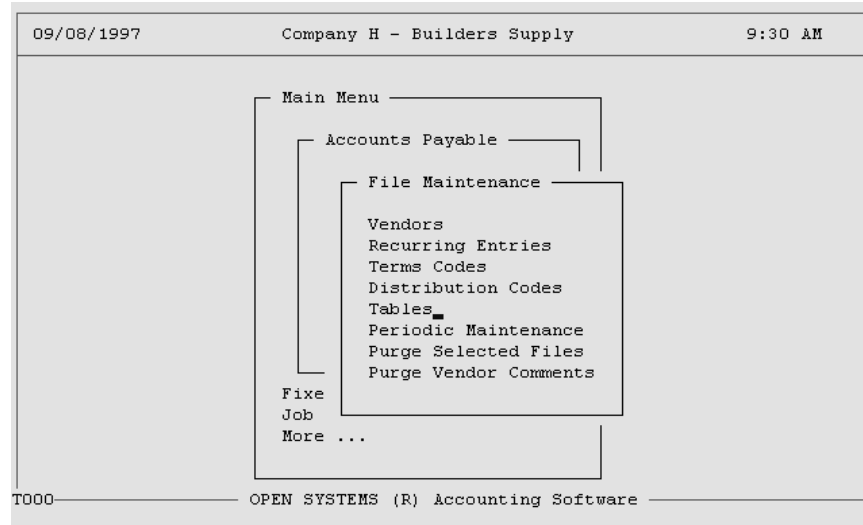 09/08/1997 Company H - Builders Supply 9:30 AM
Main Menu
Accounts Payable
File Maintenance
Vendors
Recurring Entries
Terms Codes
Distribution Codes
Tables
Periodic Maintenance
Purge Selected Files
Purge Vendor Comments
Fixe
Job
More ...
T000 OPEN SYSTEMS (R) Accounting Software